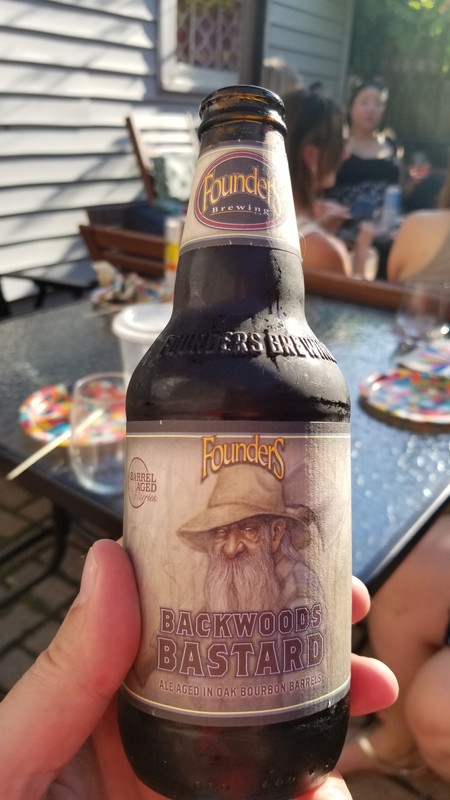 Founders
Brewing
FOUNDERS BREWING
BARREL
AGED
Series
FOUNDERS
BACKWOODS
BASTARD
ALE AGED IN OAK BOURBON BARRELS